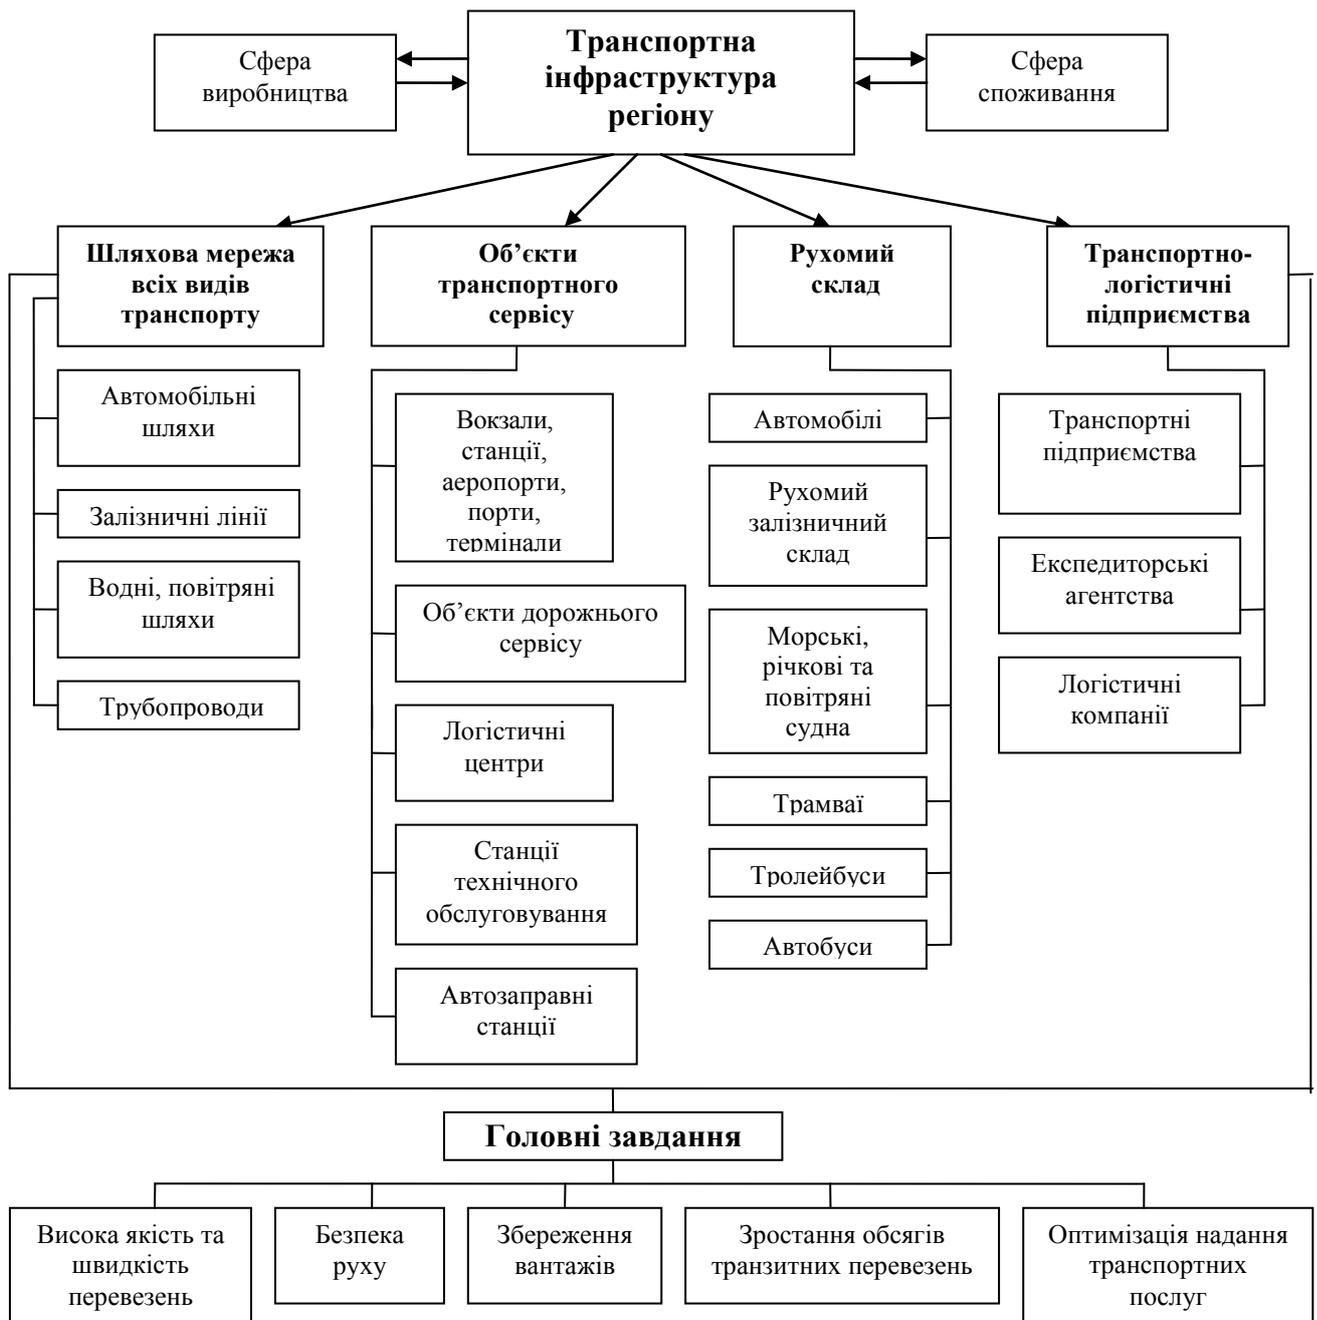 Транспортна
інфраструктура
регіону
Сфера
виробництва
Сфера
споживання
Шляхова мережа
всіх видів
транспорту
Об’єкти
транспортного
сервісу
Рухомий
склад
Транспортно-
логістичні
підприємства
Автомобільні
шляхи
Залізничні лінії
Водні, повітряні
шляхи
Трубопроводи
Вокзали,
станції,
аеропорти,
порти,
термінали
Об’єкти дорожнього
сервісу
Логістичні
центри
Станції
технічного
обслуговування
Автозаправні
станції
Автомобілі
Рухомий
залізничний
склад
Морські,
річкові та
повітряні
судна
Трамваї
Тролейбуси
Автобуси
Транспортні
підприємства
Експедиторські
агентства
Логістичні
компанії
Головні завдання
Висока якість та
швидкість
перевезень
Безпека
руху
Збереження
вантажів
Зростання обсягів
транзитних перевезень
Оптимізація надання
транспортних
послуг